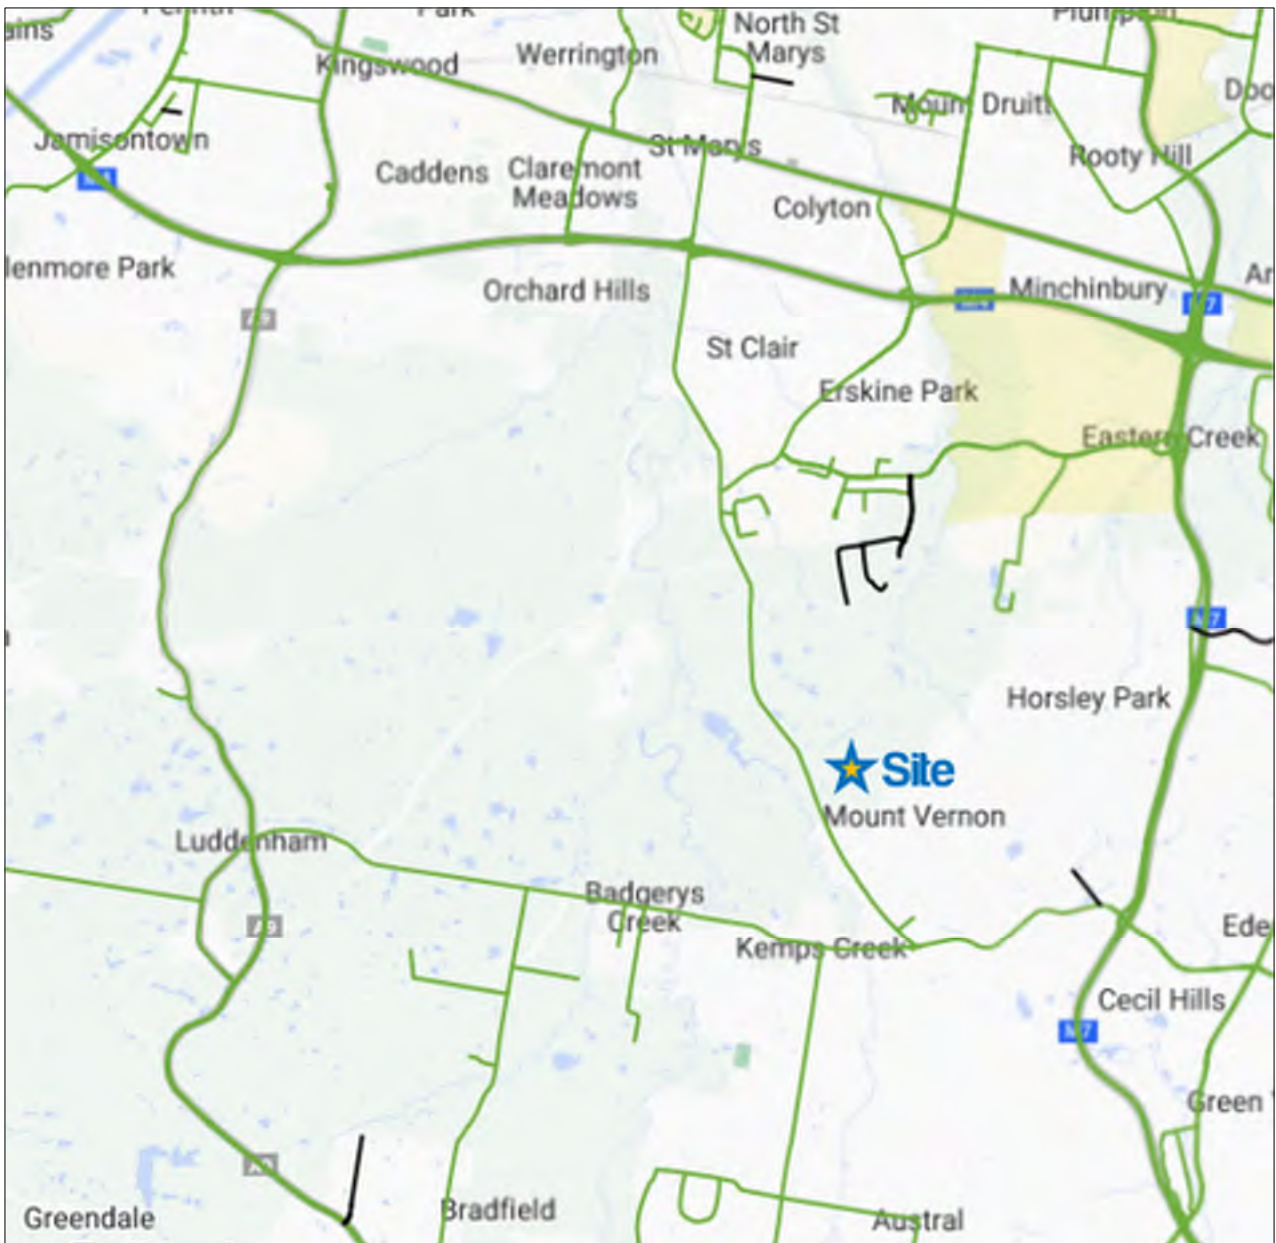 North St
Marys
Werrington
Kingswood
Mount Druitt
Jamisontown
St Marys
Rooty Hill
Caddens
Claremont
Meadows
Colyton
Orchard Hills
Minchinbury
St Clair
Erskine Park
Eastern Creek
Horsley Park
Site
Mount Vernon
Luddenham
Badgerys
Creek
Kemps Creek
Cecil Hills
Bradfield
Greendale
Austral
Green